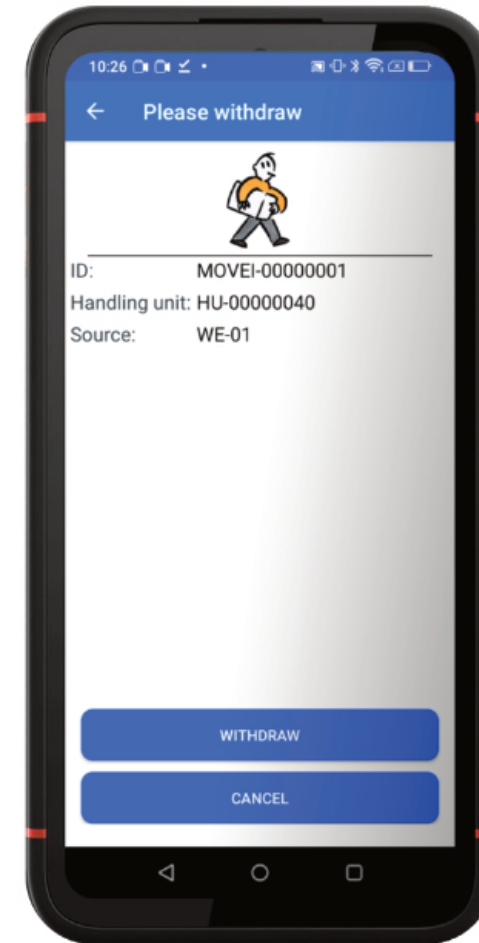 10:26
Please withdraw
ID: MOVEI-00000001
Handling unit: HU-00000040
Source: WE-01
WITHDRAW
CANCEL